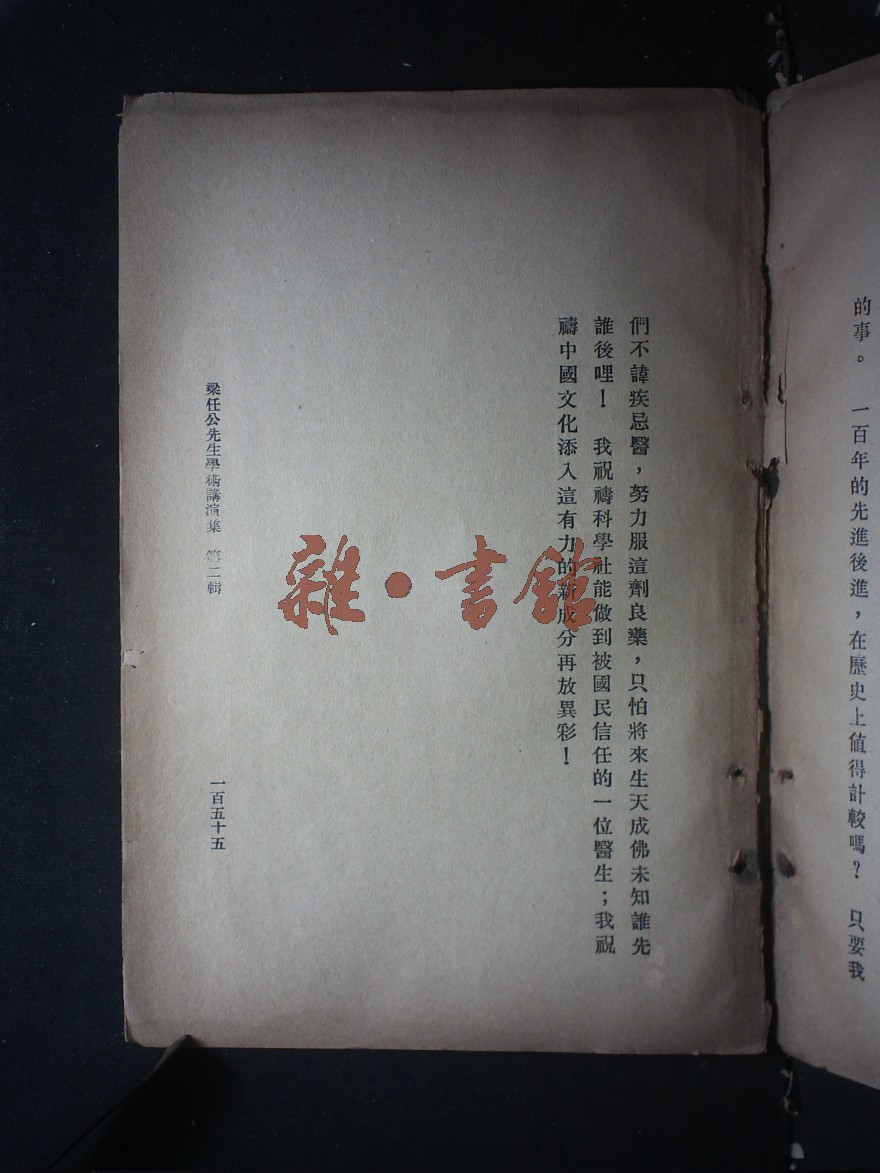 的事。　一百年的先進後進，在歷史上值得計較嗎？　只要我
們不諱疾忌醫，努力服這劑良藥，只怕將來生天成佛未知誰先
誰後哩！　我祝禱科學社能做到被國民信任的一位醫生；我祝
禱中國文化添入這有力的新成分再放異彩！
梁任公先生學術講演集　第二輯
一百五十五
雜·書館